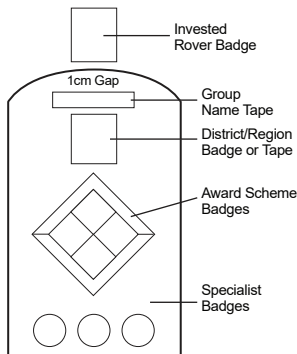 Invested
Rover Badge
1cm Gap
Group
Name Tape
District/Region
Badge or Tape
Award Scheme
Badges
Specialist
Badges